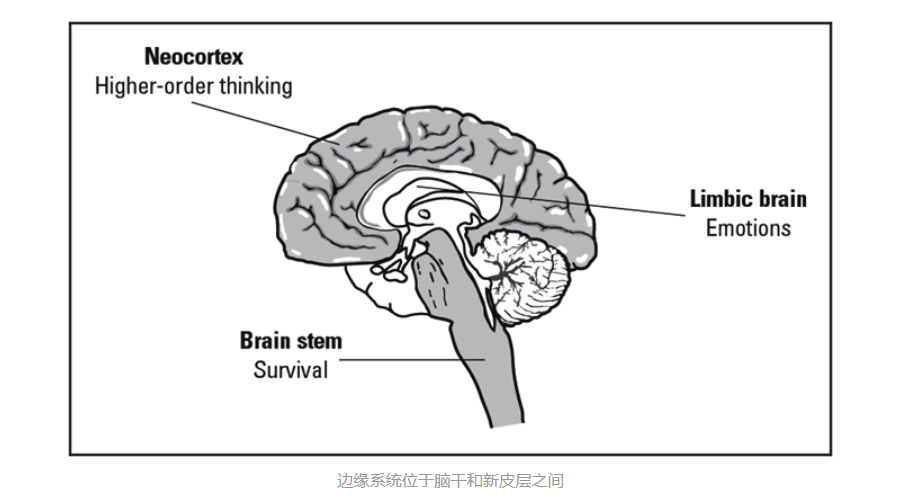 Neocortex
Higher-order thinking
Limbic brain
Emotions
Brain stem
Survival
边缘系统位于脑干和新皮层之间